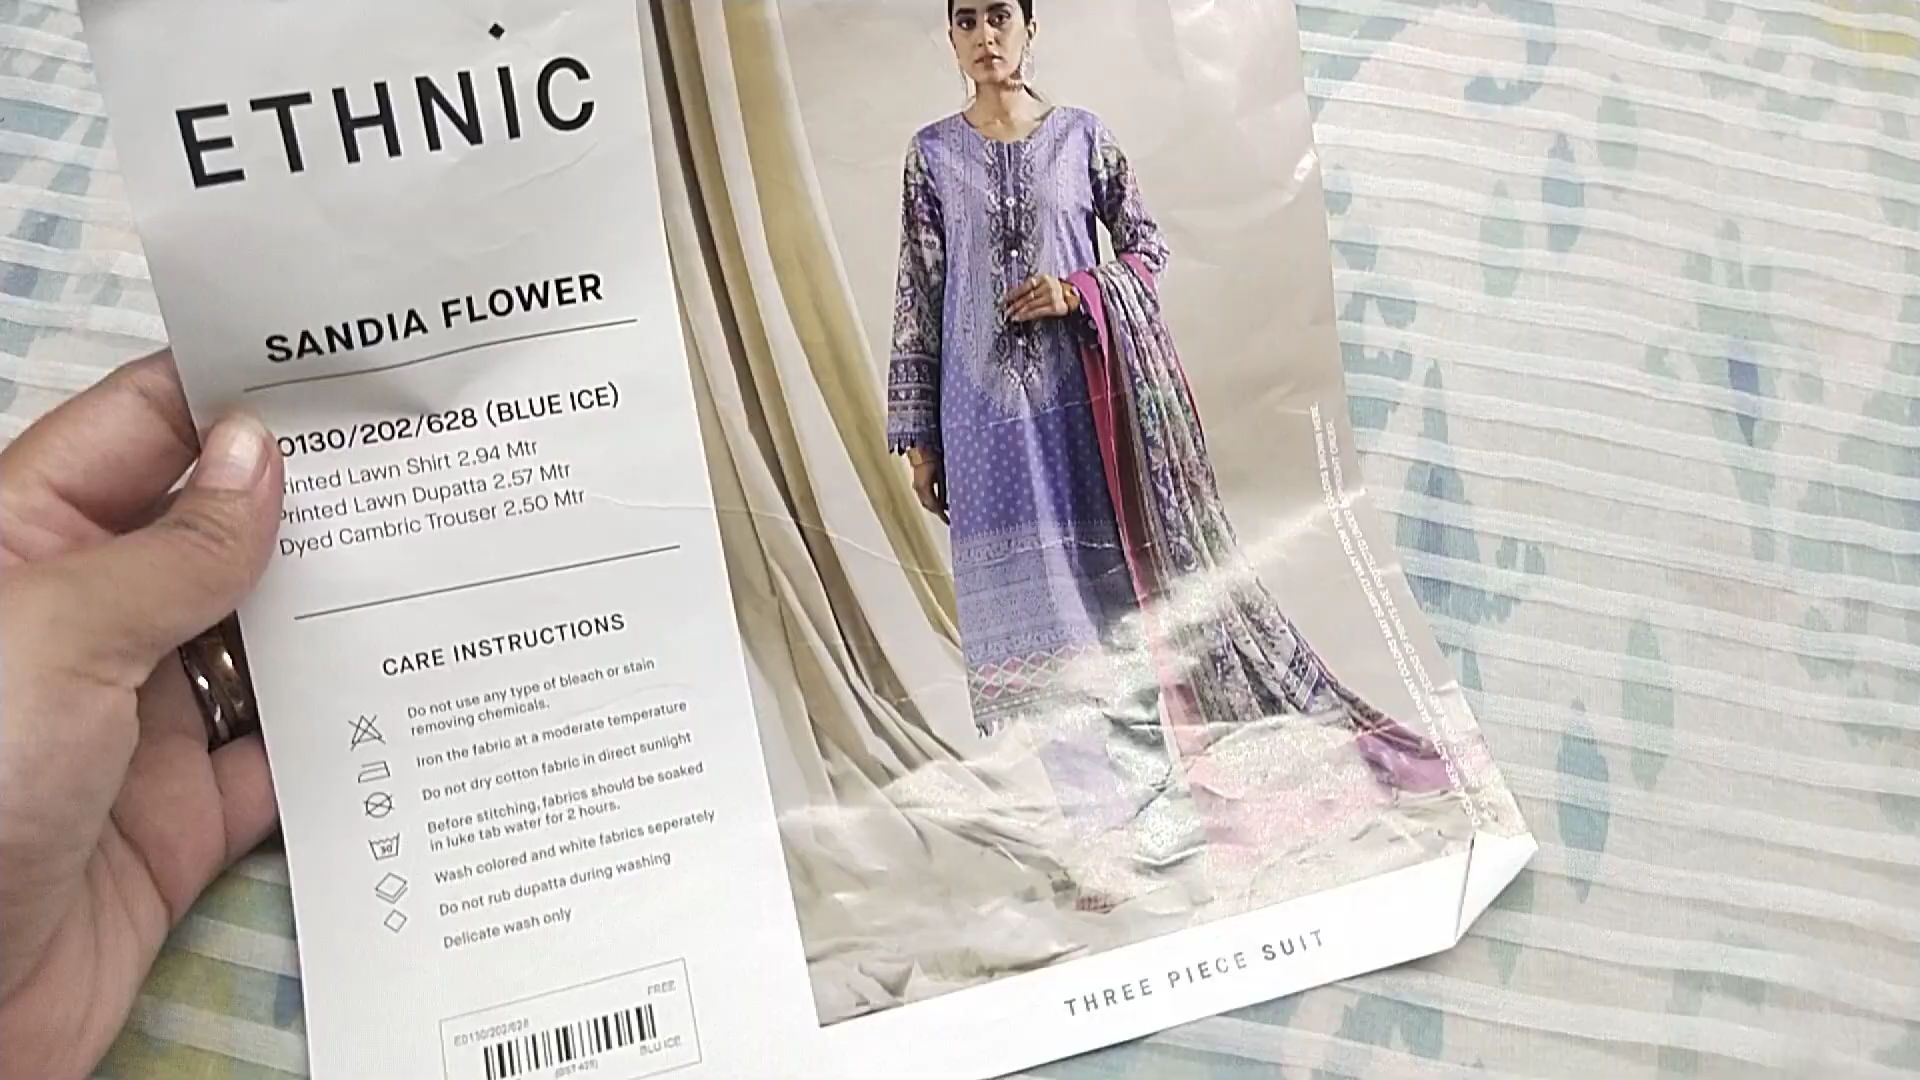 ETHNIC
SANDIA FLOWER
0130/202/628 (BLUE ICE)
rinted Lawn Shirt 2.94 Mtr
Printed Lawn Dupatta 2.57 Mtr
Dyed Cambric Trouser 2.50 Mtr
CARE INSTRUCTIONS
Do not use any type of bleach or stain
removing chemicals.
Iron the fabric at a moderate temperature
Do not dry cotton fabric in direct sunlight
Before stitching, fabrics should be soaked
in luke tab water for 2 hours.
Wash colored and white fabrics seperately
Do not rub dupatta during washing
Delicate wash only
30
FREE
E0130/202/628
BLU ICE
THREE PIECE SUIT